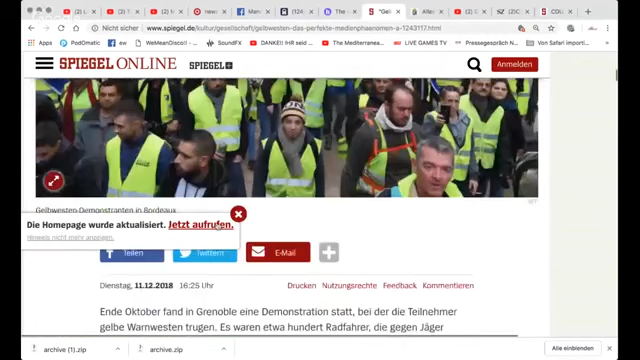 Nicht sicher | www.spiegel.de/kultur/gesellschaft/gelbwesten-das-perfekte-medienphaenomen-a-1243117.html
Apps PodOmatic ew WeMeanDisco!! - SoundFX DANKE!! IHR seid ... The Mediterranea... LIVE GAMES TV Pressegespräch N... Von Safari importin...
SPIEGEL ONLINE SPIEGEL+ Anmelden
Gelbwesten-Demonstranten in Bordeaux
AFP
Die Homepage wurde aktualisiert. Jetzt aufrufen.
Hinweis nicht mehr anzeigen.
Teilen Twittern E-Mail
Dienstag, 11.12.2018 16:25 Uhr Drucken Nutzungsrechte Feedback Kommentieren
Ende Oktober fand in Grenoble eine Demonstration statt, bei der die Teilnehmer
gelbe Warnwesten trugen. Es waren etwa hundert Radfahrer, die gegen Jäger
archive (1).zip archive.zip Alle einblenden